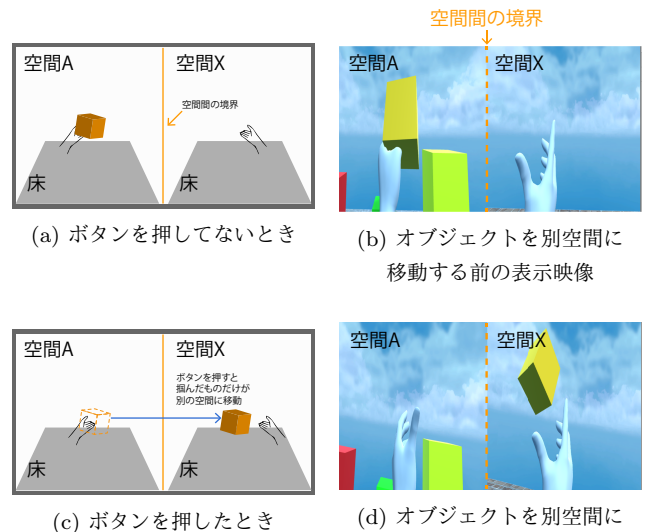 空間間の境界
空間A
空間X
空間間の境界
床
床
(a) ボタンを押してないとき
空間A
空間X
(b) オブジェクトを別空間に
移動する前の表示映像
空間A
空間X
ボタンを押すと
掴んだものだけが
別の空間に移動
床
床
(c) ボタンを押したとき
空間A
空間X
(d) オブジェクトを別空間に